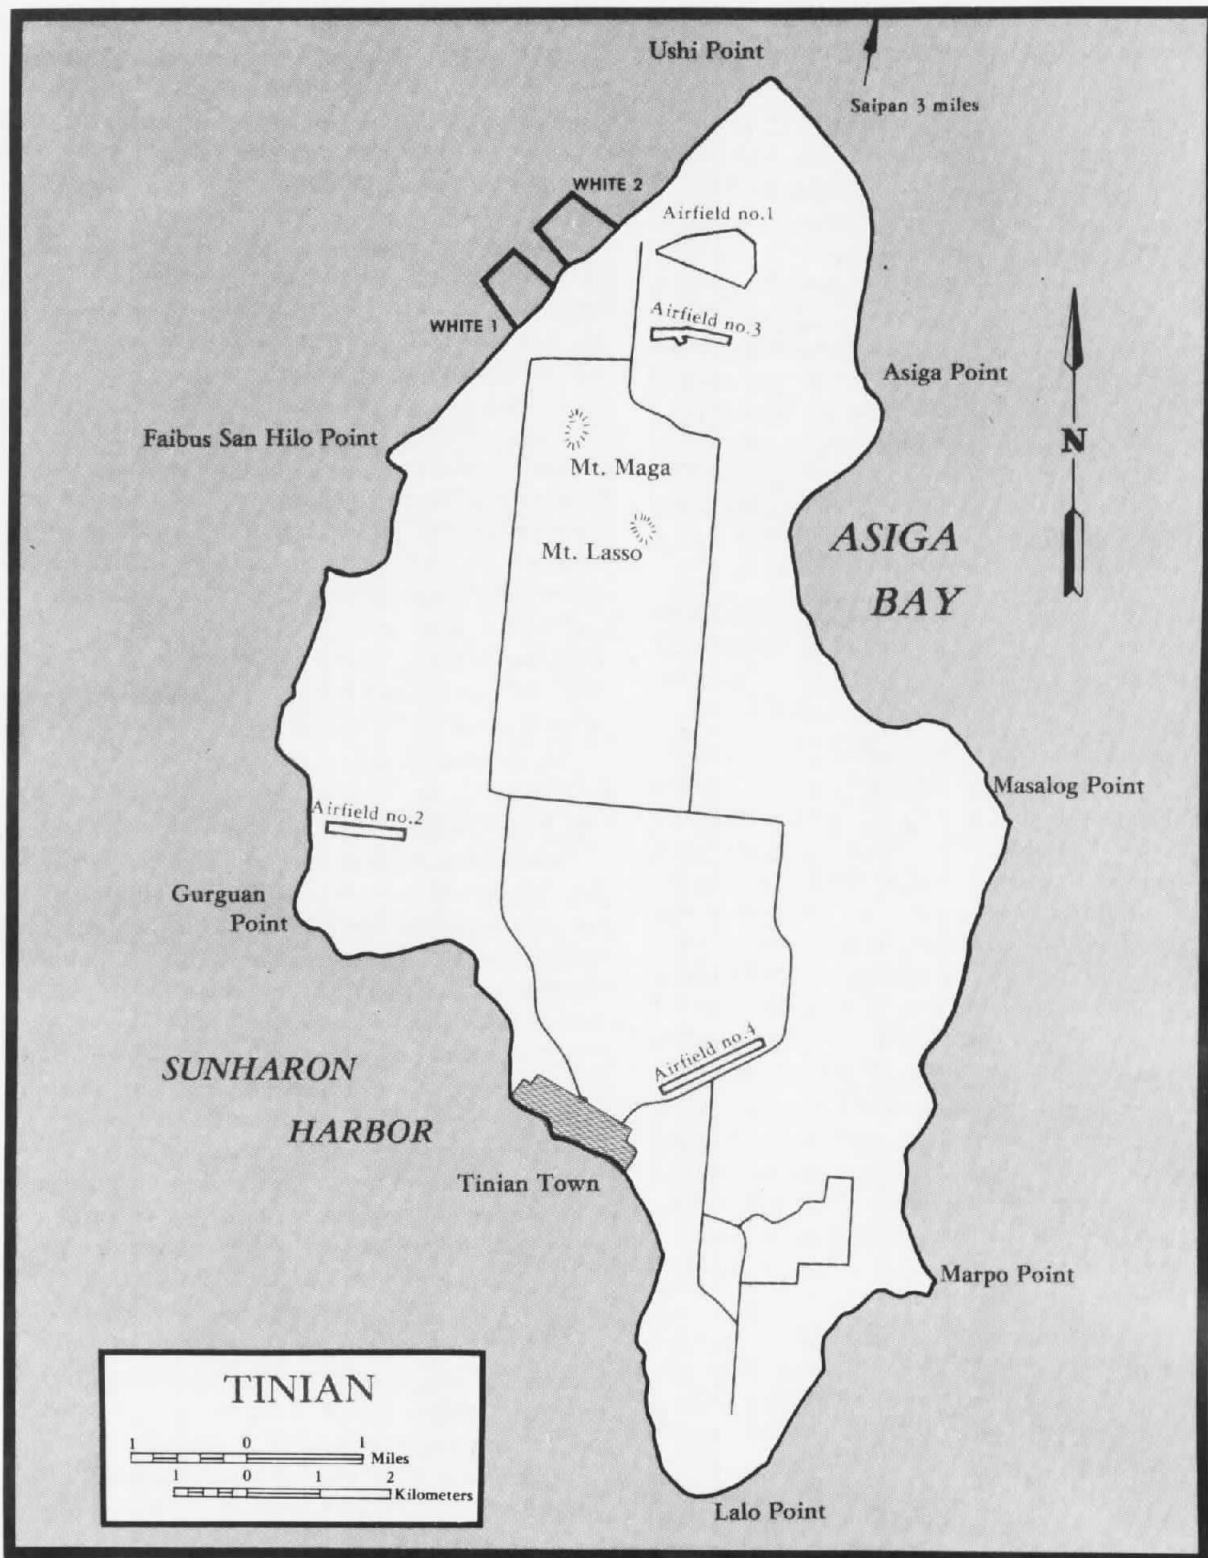 Ushi Point
Saipan 3 miles
WHITE 2
Airfield no.1
WHITE 1
Airfield no.3
Asiga Point
Faibus San Hilo Point
N
Mt. Maga
ASIGA
BAY
Mt. Lasso
Masalog Point
Airfield no.2
Gurguan
Point
Airfield no.4
SUNHARON
HARBOR
Tinian Town
Marpo Point
TINIAN
1 0 1
Miles
1 0 1 2
Kilometers
Lalo Point